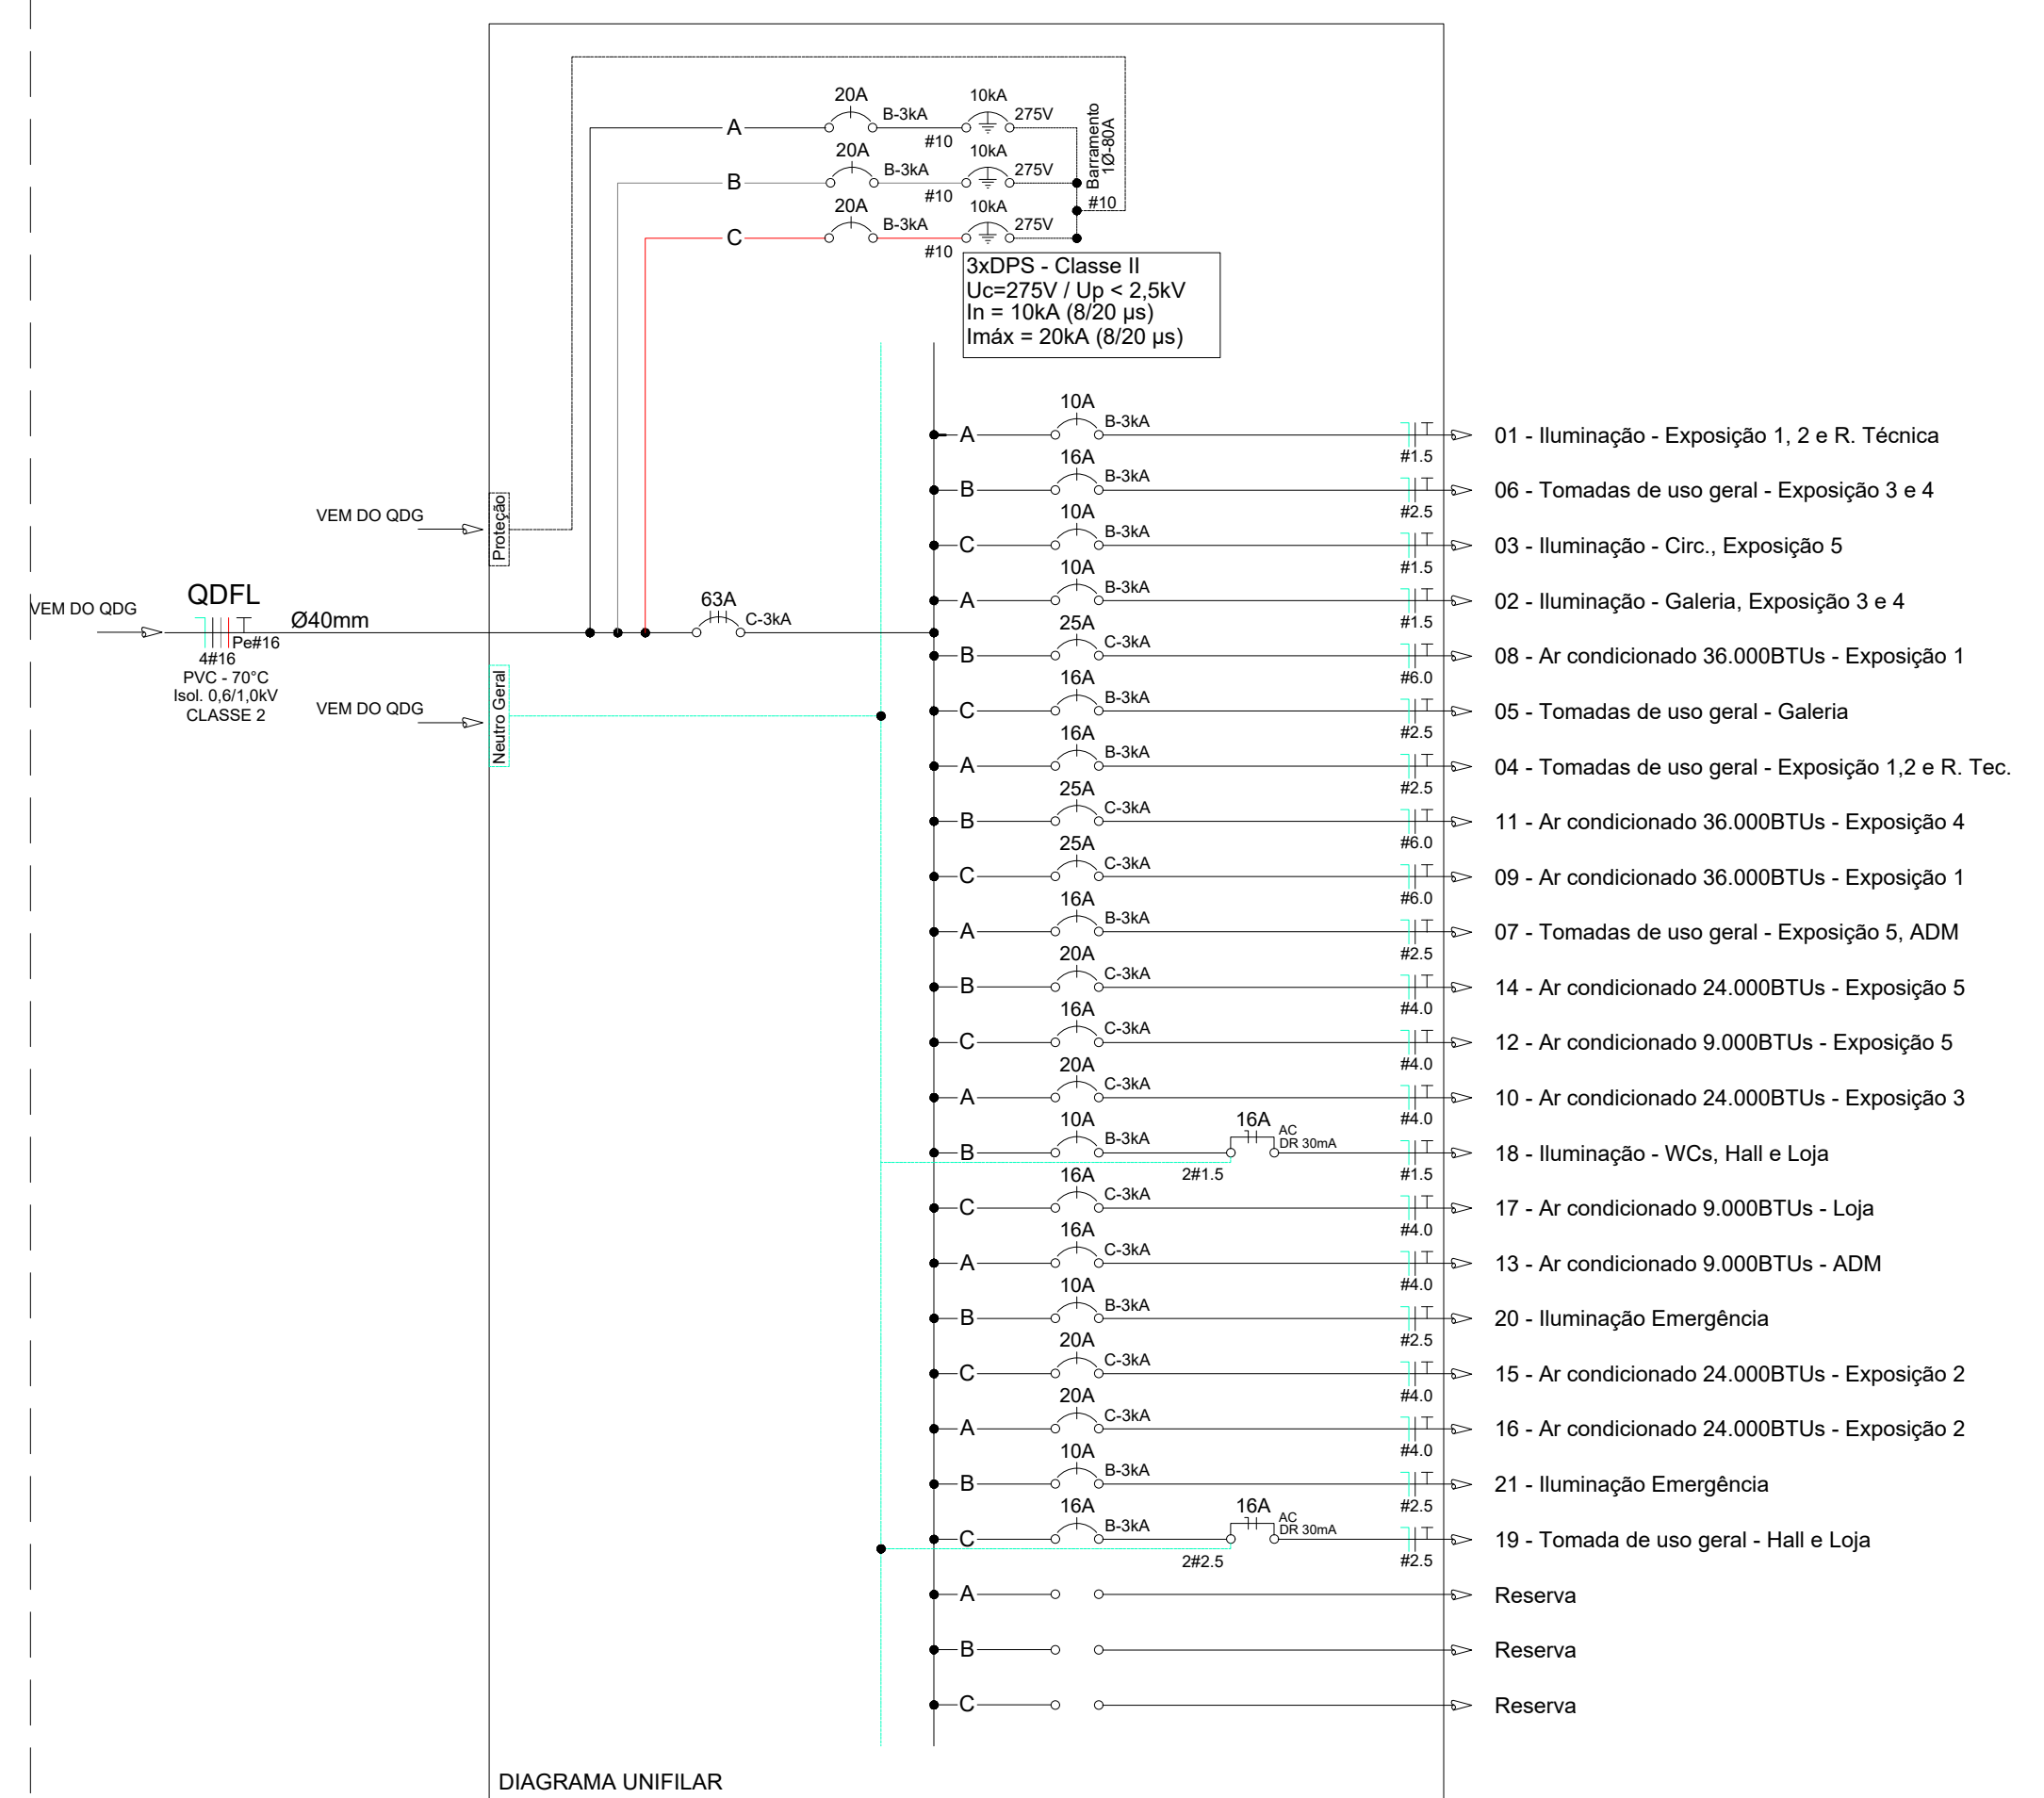 20A
10kA
A
B-3kA
275V
#10
20A
10kA
B
B-3kA
275V
#10
20A
10kA
C
B-3kA
275V
#10
Barramento
1Ø-80A
#10
3xDPS - Classe II
Uc=275V / Up < 2,5kV
In = 10kA (8/20 µs)
Imáx = 20kA (8/20 µs)
VEM DO QDG
Proteção
VEM DO QDG
QDFL
Ø40mm
Pe#16
4#16
PVC - 70°C
Isol. 0,6/1,0kV
CLASSE 2
63A
C-3kA
VEM DO QDG
Neutro Geral
10A
A B-3kA 01 - Iluminação - Exposição 1, 2 e R. Técnica
#1.5
16A
B B-3kA 06 - Tomadas de uso geral - Exposição 3 e 4
#2.5
10A
C B-3kA 03 - Iluminação - Circ., Exposição 5
#1.5
10A
A B-3kA 02 - Iluminação - Galeria, Exposição 3 e 4
#1.5
25A
B C-3kA 08 - Ar condicionado 36.000BTUs - Exposição 1
#6.0
16A
C B-3kA 05 - Tomadas de uso geral - Galeria
#2.5
16A
A B-3kA 04 - Tomadas de uso geral - Exposição 1,2 e R. Tec.
#2.5
25A
B C-3kA 11 - Ar condicionado 36.000BTUs - Exposição 4
#6.0
25A
C C-3kA 09 - Ar condicionado 36.000BTUs - Exposição 1
#6.0
16A
A B-3kA 07 - Tomadas de uso geral - Exposição 5, ADM
#2.5
20A
B C-3kA 14 - Ar condicionado 24.000BTUs - Exposição 5
#4.0
16A
C C-3kA 12 - Ar condicionado 9.000BTUs - Exposição 5
#4.0
20A
A C-3kA 10 - Ar condicionado 24.000BTUs - Exposição 3
#4.0
10A 16A AC
B B-3kA DR 30mA 18 - Iluminação - WCs, Hall e Loja
2#1.5 #1.5
16A
C C-3kA 17 - Ar condicionado 9.000BTUs - Loja
#4.0
16A
A C-3kA 13 - Ar condicionado 9.000BTUs - ADM
#4.0
10A
B B-3kA 20 - Iluminação Emergência
#2.5
20A
C C-3kA 15 - Ar condicionado 24.000BTUs - Exposição 2
#4.0
20A
A C-3kA 16 - Ar condicionado 24.000BTUs - Exposição 2
#4.0
10A
B B-3kA 21 - Iluminação Emergência
#2.5
16A 16A AC
C B-3kA DR 30mA 19 - Tomada de uso geral - Hall e Loja
2#2.5 #2.5
A Reserva
B Reserva
C Reserva
DIAGRAMA UNIFILAR